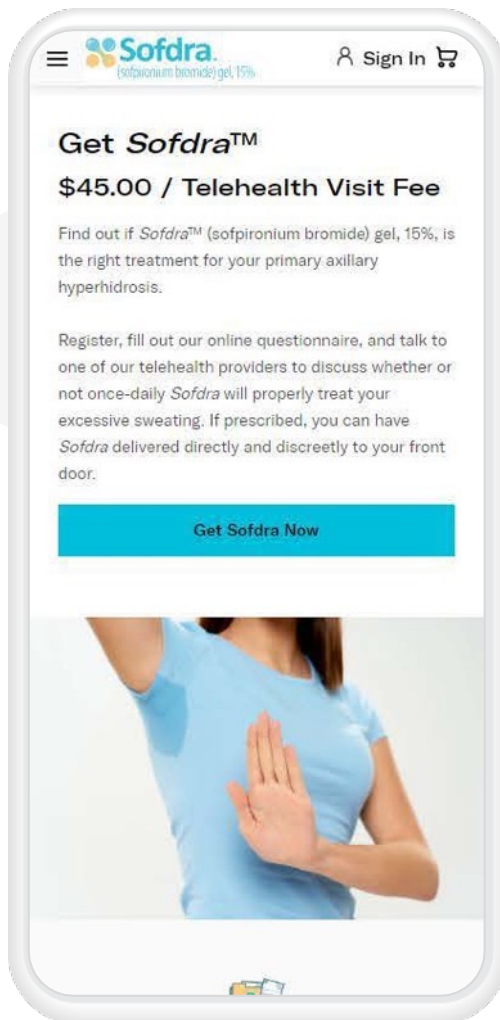 Sofdra.
(sofpironium bromide) gel, 15%
Sign In
Get Sofdra™
$45.00 / Telehealth Visit Fee
Find out if Sofdra™ (sofpironium bromide) gel, 15%, is
the right treatment for your primary axillary
hyperhidrosis.
Register, fill out our online questionnaire, and talk to
one of our telehealth providers to discuss whether or
not once-daily Sofdra will properly treat your
excessive sweating. If prescribed, you can have
Sofdra delivered directly and discreetly to your front
door.
Get Sofdra Now